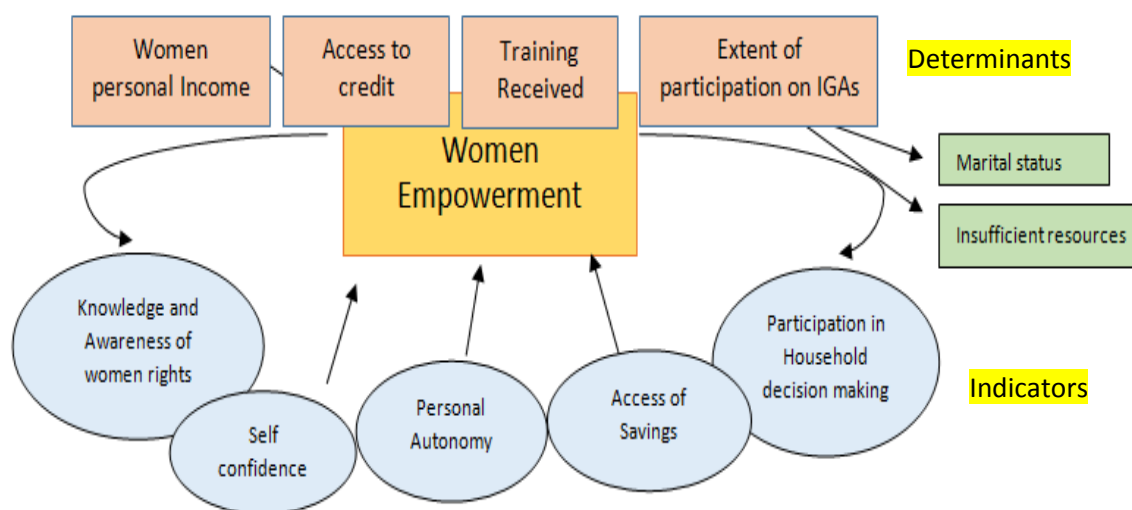 Women
personal Income
Access to
credit
Training
Received
Extent of
participation on IGAs
Determinants
Women
Empowerment
Marital status
Insufficient resources
Knowledge and
Awareness of
women rights
Self
confidence
Personal
Autonomy
Access of
Savings
Participation in
Household
decision making
Indicators